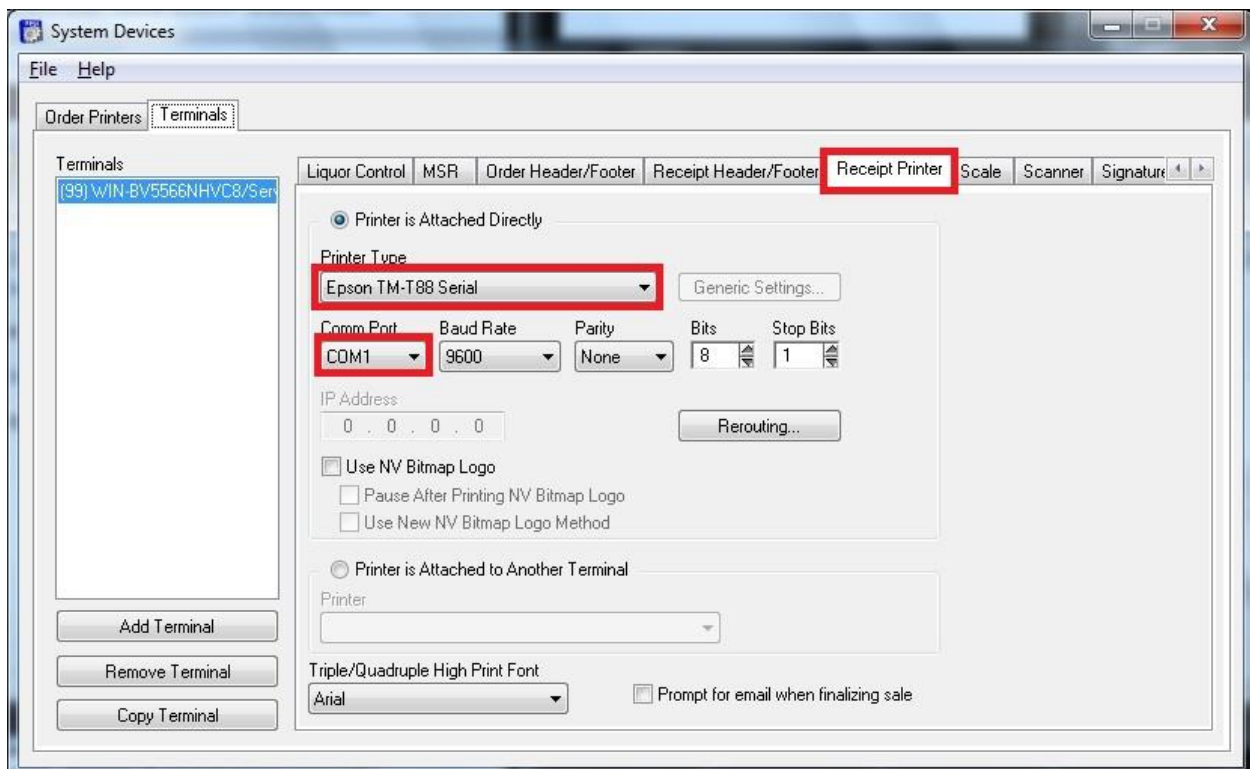 System Devices
File Help
Order Printers Terminals
Terminals
(99) WIN-BV5566NHVC8/Serv
Add Terminal
Remove Terminal
Copy Terminal
Liquor Control MSR Order Header/Footer Receipt Header/Footer Receipt Printer Scale Scanner Signature
Printer is Attached Directly
Printer Type
Epson TM-T88 Serial Generic Settings...
Comm Port Baud Rate Parity Bits Stop Bits
COM1 9600 None 8 1
IP Address
0 . 0 . 0 . 0 Rerouting...
Use NV Bitmap Logo
Pause After Printing NV Bitmap Logo
Use New NV Bitmap Logo Method
Printer is Attached to Another Terminal
Printer
Triple/Quadruple High Print Font
Arial Prompt for email when finalizing sale